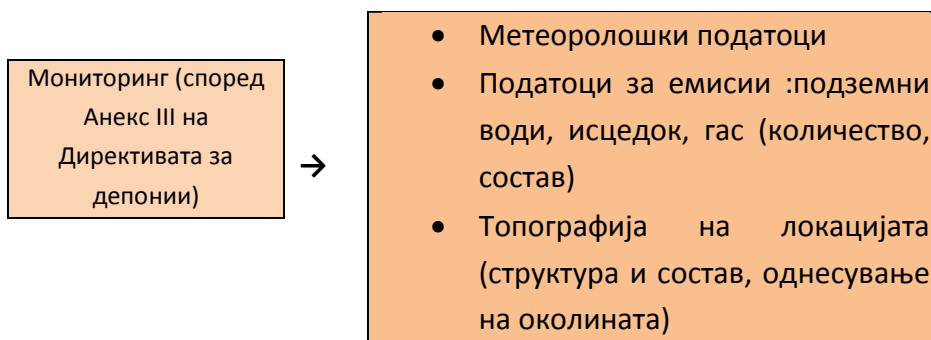 Мониторинг (според
Анекс III на
Директивата за
депонии)
→
• Метеоролошки податоци
• Податоци за емисии :подземни
води, исцедок, гас (количество,
состав)
• Топографија на локацијата
(структура и состав, однесување
на околината)